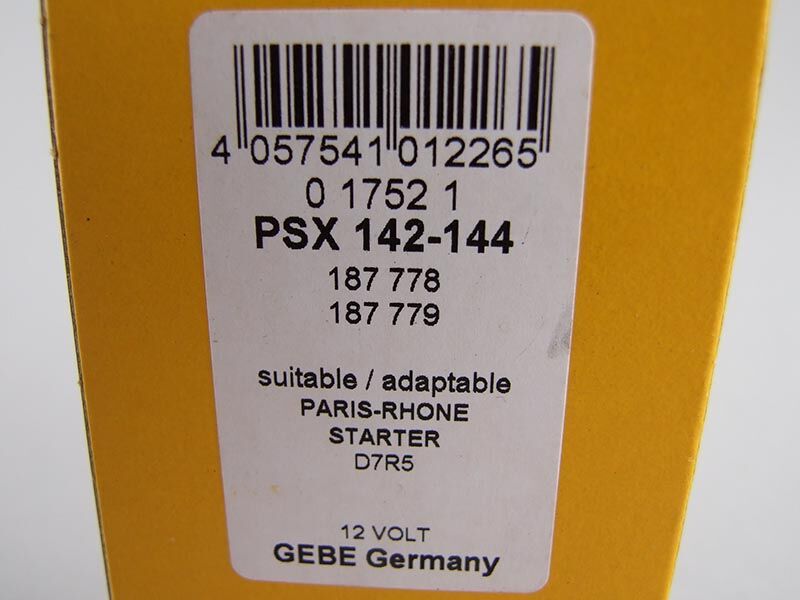 4 057541 012265
0 1752 1
PSX 142-144
187 778
187 779
suitable / adaptable
PARIS-RHONE
STARTER
D7R5
12 VOLT
GEBE Germany